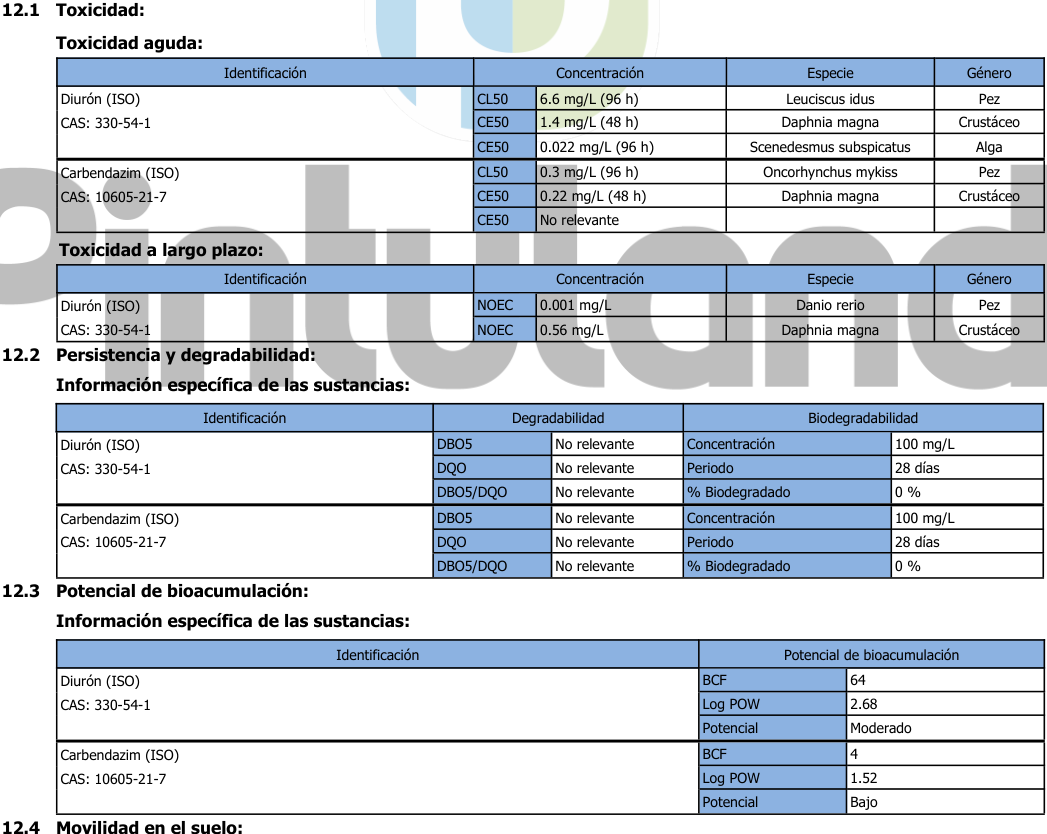 12.1 Toxicidad:
Toxicidad aguda:
Identificación Concentración Especie Género
Diurón (ISO) CL50 6.6 mg/L (96 h) Leuciscus idus Pez
CAS: 330-54-1 CE50 1.4 mg/L (48 h) Daphnia magna Crustáceo
CE50 0.022 mg/L (96 h) Scenedesmus subspicatus Alga
Carbendazim (ISO) CL50 0.3 mg/L (96 h) Oncorhynchus mykiss Pez
CAS: 10605-21-7 CE50 0.22 mg/L (48 h) Daphnia magna Crustáceo
CE50 No relevante
Toxicidad a largo plazo:
Identificación Concentración Especie Género
Diurón (ISO) NOEC 0.001 mg/L Danio rerio Pez
CAS: 330-54-1 NOEC 0.56 mg/L Daphnia magna Crustáceo
Pintuland
12.2 Persistencia y degradabilidad:
Información específica de las sustancias:
Identificación Degradabilidad Biodegradabilidad
Diurón (ISO) DBO5 No relevante Concentración 100 mg/L
CAS: 330-54-1 DQO No relevante Periodo 28 días
DBO5/DQO No relevante % Biodegradado 0 %
Carbendazim (ISO) DBO5 No relevante Concentración 100 mg/L
CAS: 10605-21-7 DQO No relevante Periodo 28 días
DBO5/DQO No relevante % Biodegradado 0 %
12.3 Potencial de bioacumulación:
Información específica de las sustancias:
Identificación Potencial de bioacumulación
Diurón (ISO) BCF 64
CAS: 330-54-1 Log POW 2.68
Potencial Moderado
Carbendazim (ISO) BCF 4
CAS: 10605-21-7 Log POW 1.52
Potencial Bajo
12.4 Movilidad en el suelo: